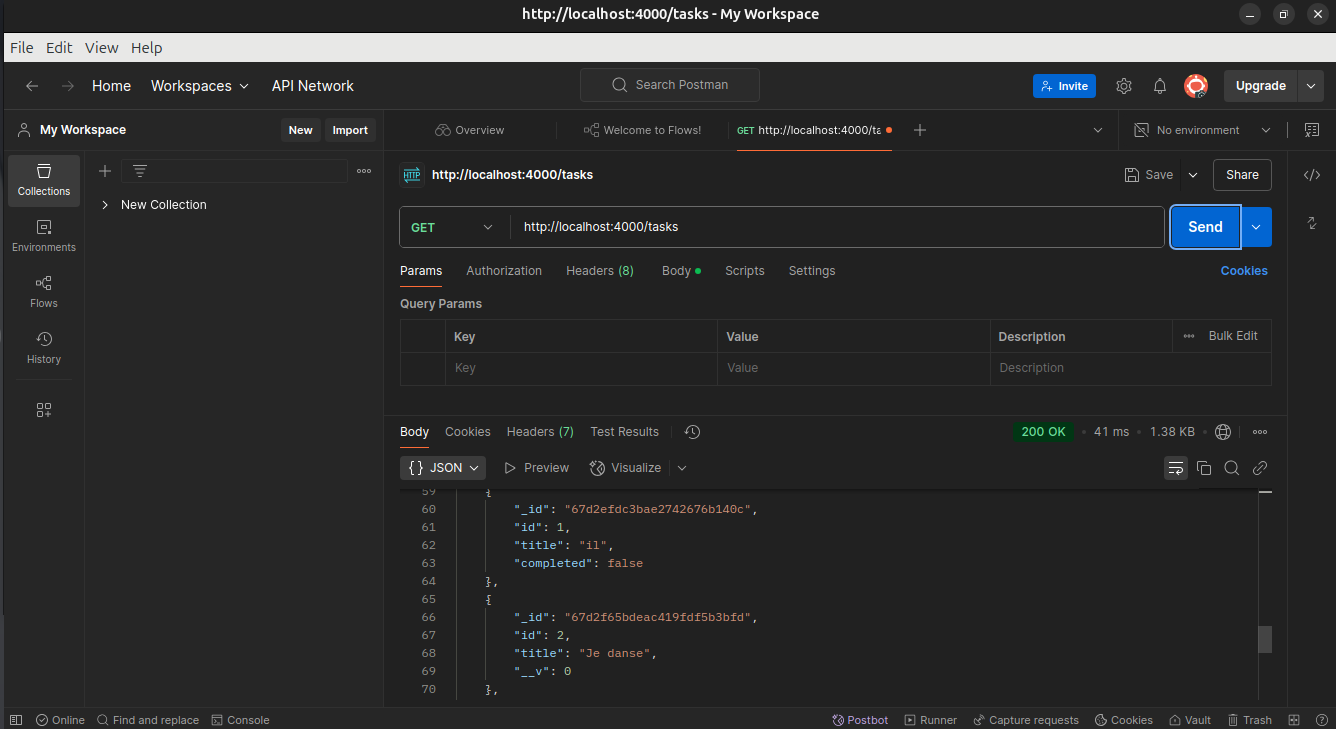 http://localhost:4000/tasks - My Workspace
File Edit View Help
Home Workspaces API Network Search Postman Invite Upgrade
My Workspace New Import Overview Welcome to Flows! GET http://localhost:4000/ta No environment
Collections
Environments
Flows
History
New Collection
HTTP http://localhost:4000/tasks Save Share
GET http://localhost:4000/tasks Send
Params Authorization Headers (8) Body Scripts Settings Cookies
Query Params
Key Value Description Bulk Edit
Key Value Description
Body Cookies Headers (7) Test Results 200 OK 41 ms 1.38 KB
{} JSON Preview Visualize
59 {
60 "_id": "67d2efdc3bae2742676b140c",
61 "id": 1,
62 "title": "il",
63 "completed": false
64 },
65 {
66 "_id": "67d2f65bdeac419fdf5b3bfd",
67 "id": 2,
68 "title": "Je danse",
69 "__v": 0
70 },
Online Find and replace Console Postbot Runner Capture requests Cookies Vault Trash